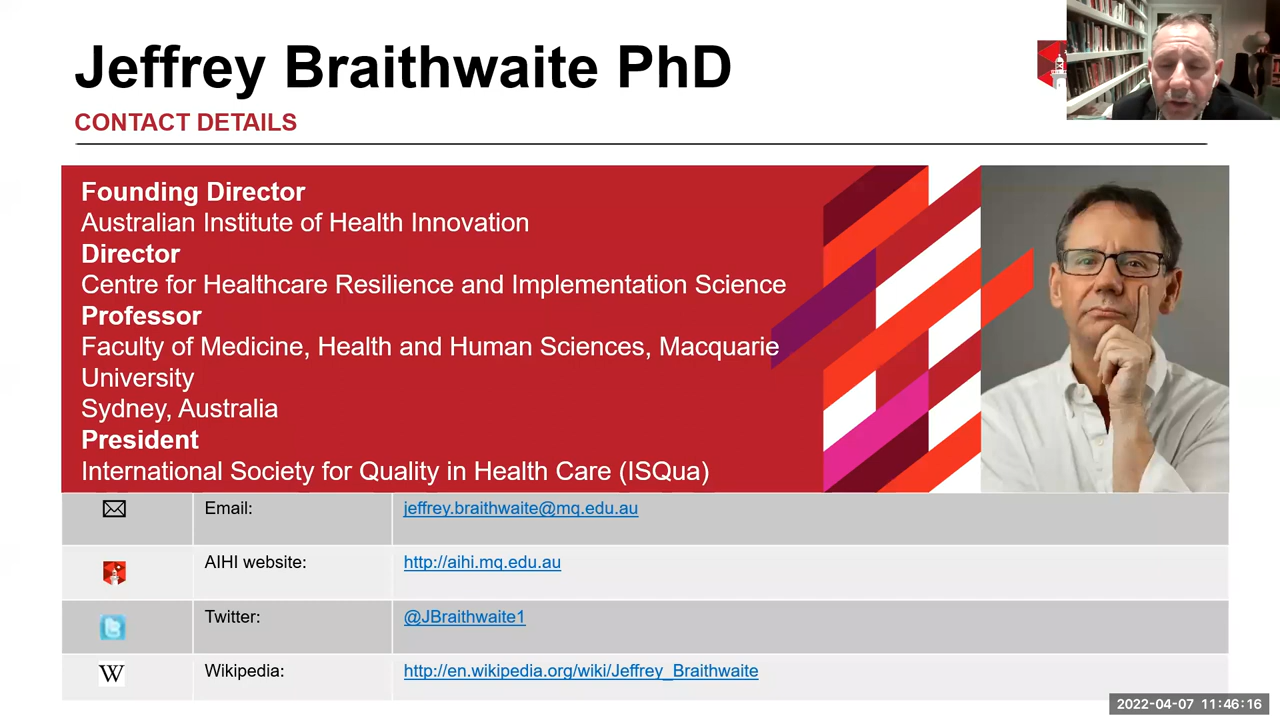 Jeffrey Braithwaite PhD
CONTACT DETAILS
Founding Director
Australian Institute of Health Innovation
Director
Centre for Healthcare Resilience and Implementation Science
Professor
Faculty of Medicine, Health and Human Sciences, Macquarie
University
Sydney, Australia
President
International Society for Quality in Health Care (ISQua)
Email: jeffrey.braithwaite@mq.edu.au
AIHI website: http://aihi.mq.edu.au
Twitter: @JBraithwaite1
W Wikipedia: http://en.wikipedia.org/wiki/Jeffrey_Braithwaite
2022-04-07 11:46:16